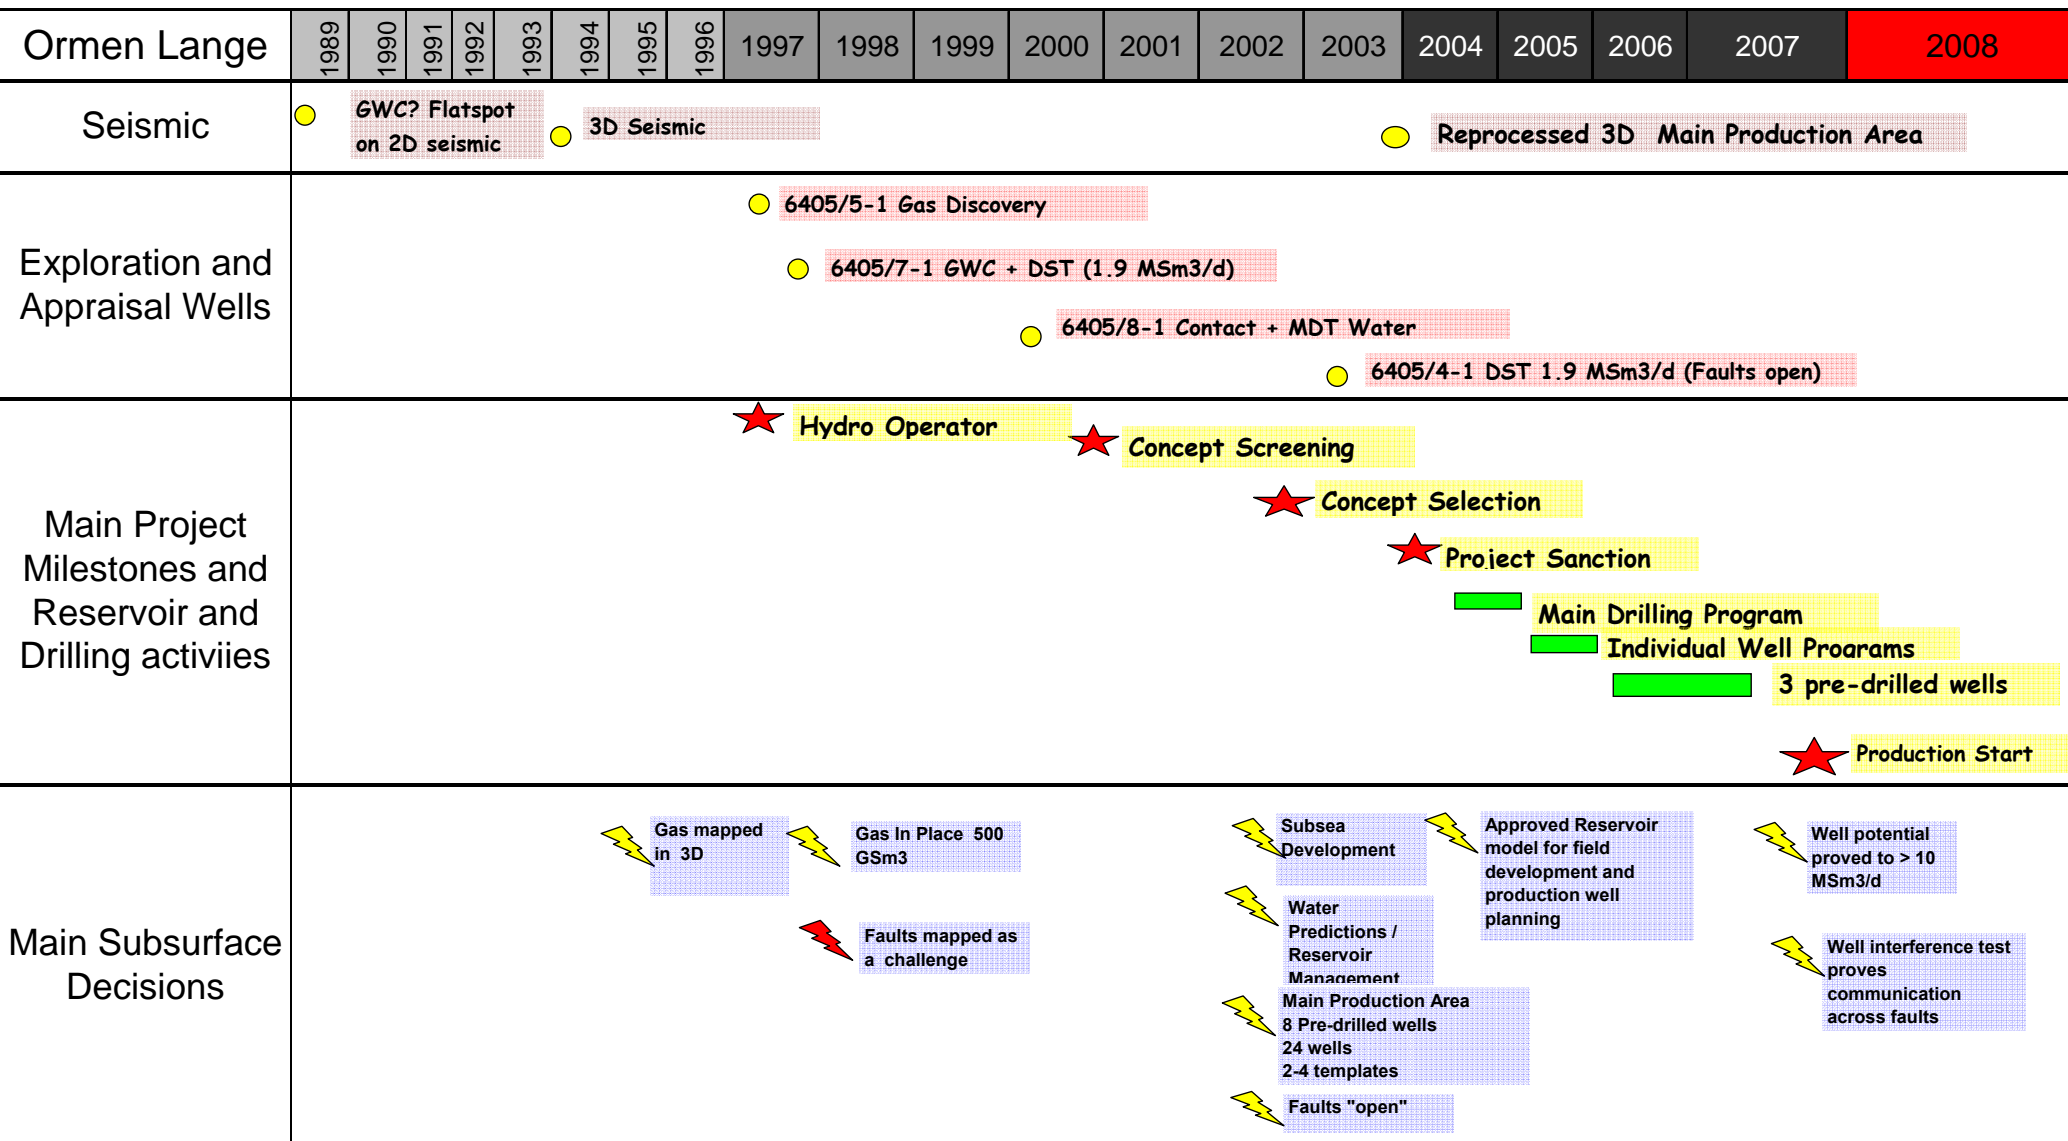 Ormen Lange
1989
1990
1991
1992
1993
1994
1995
1996
1997
1998
1999
2000
2001
2002
2003
2004
2005
2006
2007
2008
Seismic
GWC? Flatspot
on 2D seismic
3D Seismic
Reprocessed 3D Main Production Area
Exploration and
Appraisal Wells
6405/5-1 Gas Discovery
6405/7-1 GWC + DST (1.9 MSm3/d)
6405/8-1 Contact + MDT Water
6405/4-1 DST 1.9 MSm3/d (Faults open)
Main Project
Milestones and
Reservoir and
Drilling activiies
Hydro Operator
Concept Screening
Concept Selection
Project Sanction
Main Drilling Program
Individual Well Programs
3 pre-drilled wells
Production Start
Main Subsurface
Decisions
Gas mapped
in 3D
Gas In Place 500
GSm3
Faults mapped as
a challenge
Subsea
Development
Water
Predictions /
Reservoir
Management
Main Production Area
8 Pre-drilled wells
24 wells
2-4 templates
Faults "open"
Approved Reservoir
model for field
development and
production well
planning
Well potential
proved to > 10
MSm3/d
Well interference test
proves
communication
across faults